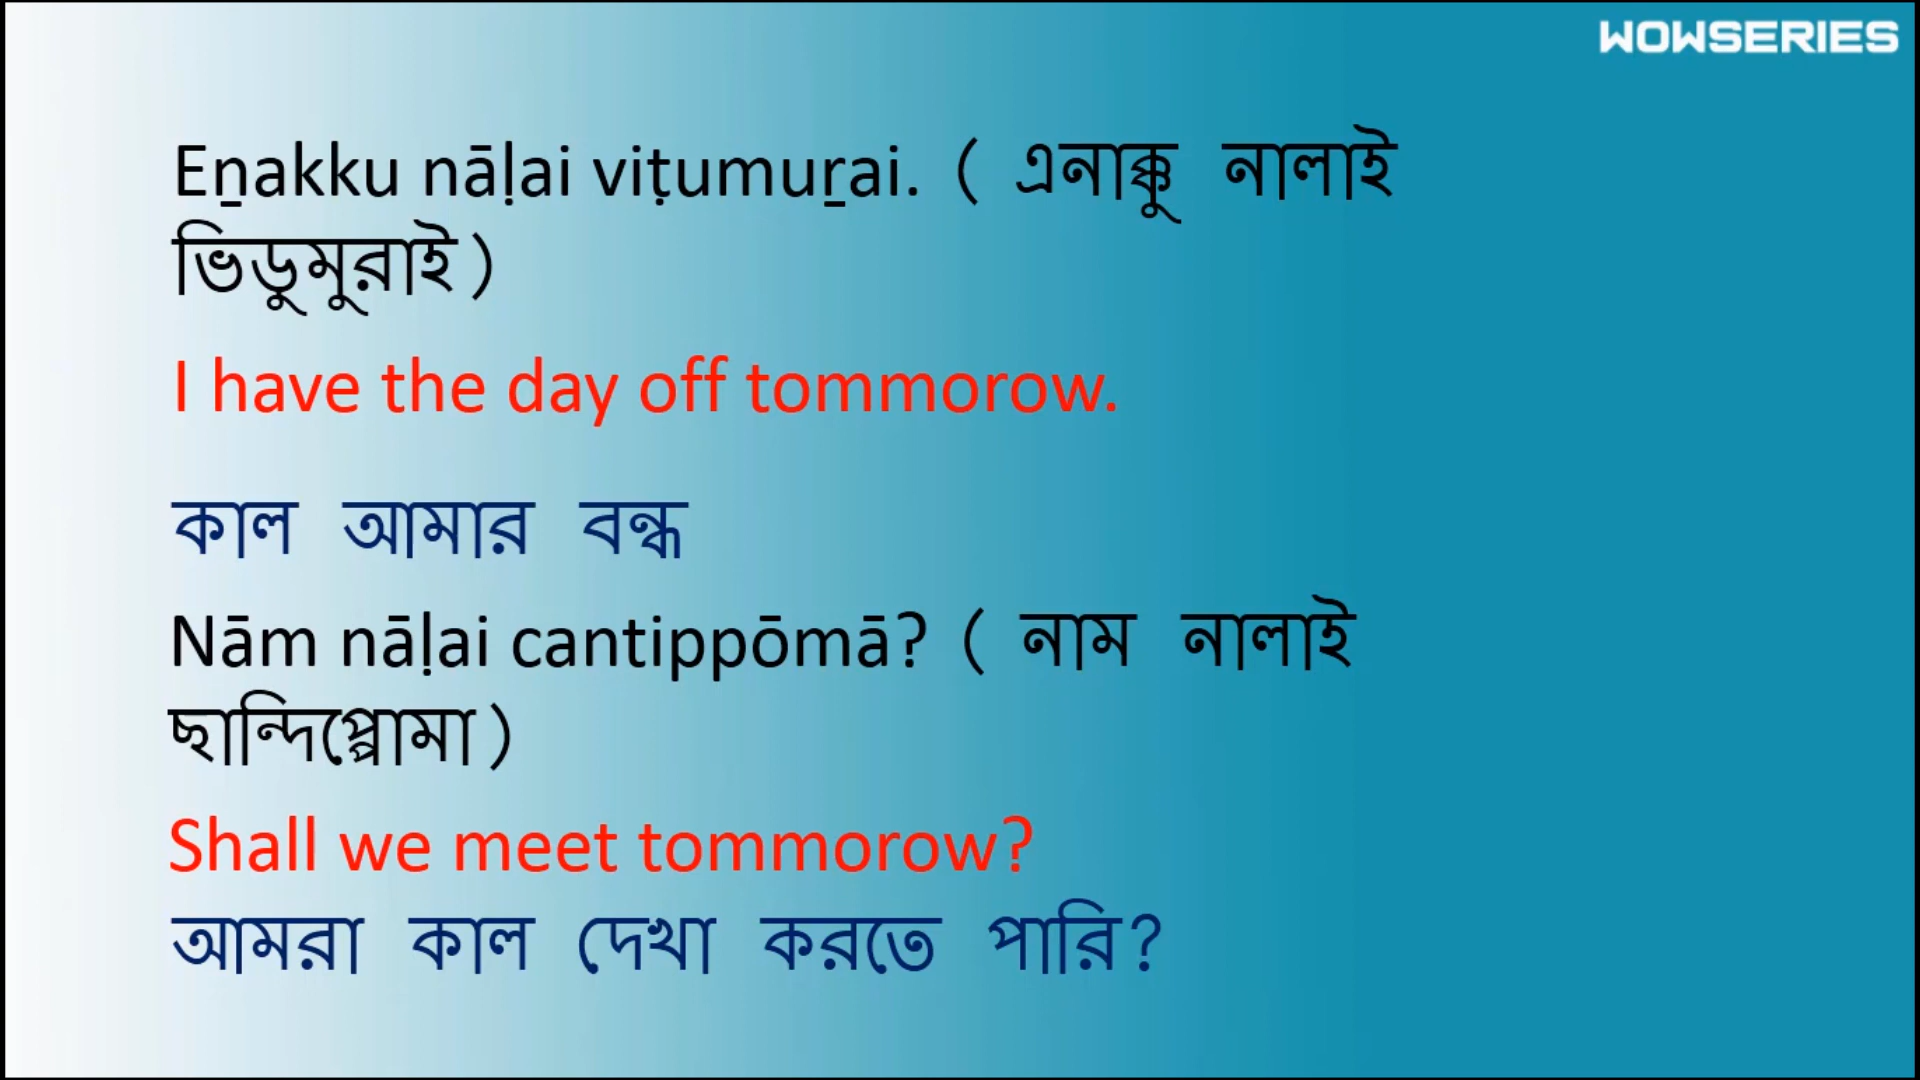 WOWSERIES
Eṉakku nāḷai viṭumuṟai. ( এনাক্কু নালাই
ভিডুমুরাই)
I have the day off tommorow.
কাল আমার বন্ধ
Nām nāḷai cantippōmā? ( নাম নালাই
ছান্দিপ্পোমা)
Shall we meet tommorow?
আমরা কাল দেখা করতে পারি?